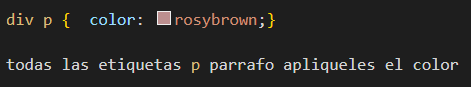 div p {  color: rosybrown;}
todas las etiquetas p parrafo apliqueles el color